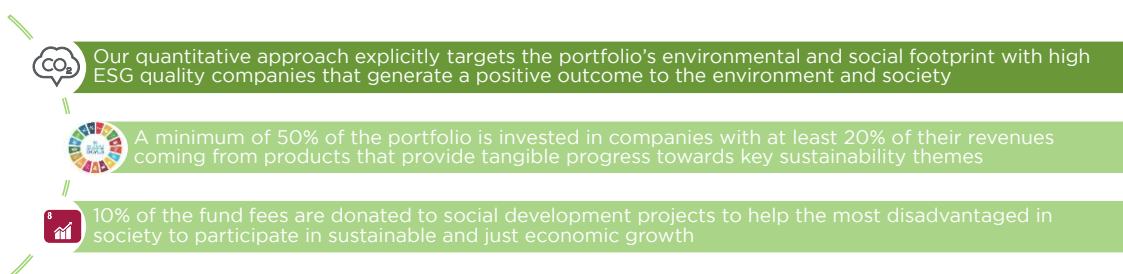 CO2
Our quantitative approach explicitly targets the portfolio's environmental and social footprint with high
ESG quality companies that generate a positive outcome to the environment and society
A minimum of 50% of the portfolio is invested in companies with at least 20% of their revenues
coming from products that provide tangible progress towards key sustainability themes
8
10% of the fund fees are donated to social development projects to help the most disadvantaged in
society to participate in sustainable and just economic growth